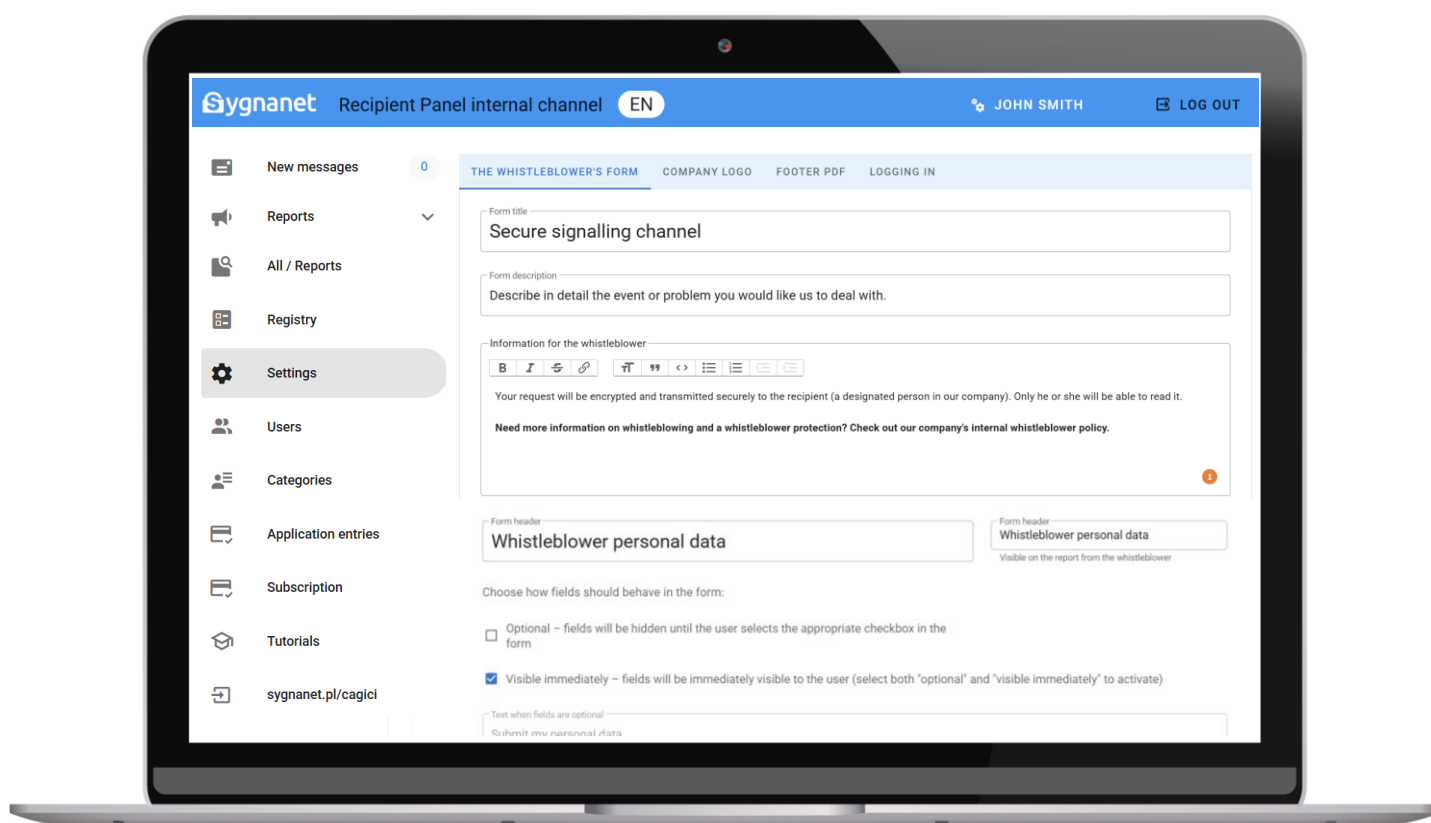 Sygnanet Recipient Panel internal channel EN JOHN SMITH LOG OUT
New messages 0
Reports
All / Reports
Registry
Settings
Users
Categories
Application entries
Subscription
Tutorials
sygnanet.pl/cagici
THE WHISTLEBLOWER'S FORM COMPANY LOGO FOOTER PDF LOGGING IN
Form title
Secure signalling channel
Form description
Describe in detail the event or problem you would like us to deal with.
Information for the whistleblower
Your request will be encrypted and transmitted securely to the recipient (a designated person in our company). Only he or she will be able to read it.
Need more information on whistleblowing and a whistleblower protection? Check out our company's internal whistleblower policy.
1
Form header
Whistleblower personal data
Form header
Whistleblower personal data
Visible on the report from the whistleblower
Choose how fields should behave in the form:
Optional – fields will be hidden until the user selects the appropriate checkbox in the
form
Visible immediately – fields will be immediately visible to the user (select both "optional" and "visible immediately" to activate)
Text when fields are optional
Submit my personal data